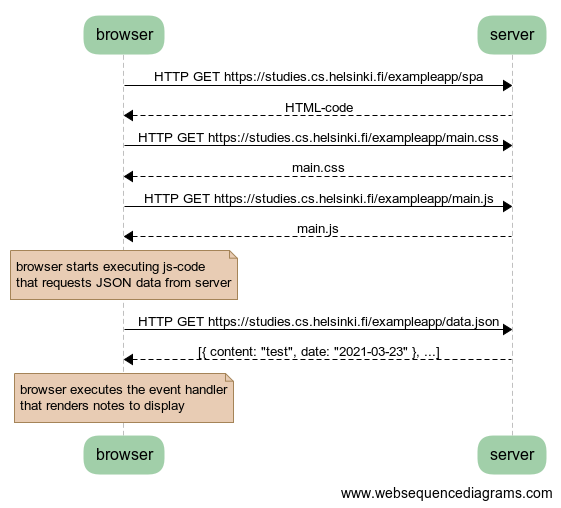 browser
server
HTTP GET https://studies.cs.helsinki.fi/exampleapp/spa
HTML-code
HTTP GET https://studies.cs.helsinki.fi/exampleapp/main.css
main.css
HTTP GET https://studies.cs.helsinki.fi/exampleapp/main.js
main.js
browser starts executing js-code
that requests JSON data from server
HTTP GET https://studies.cs.helsinki.fi/exampleapp/data.json
[{ content: "test", date: "2021-03-23" }, ...]
browser executes the event handler
that renders notes to display
browser
server
www.websequencediagrams.com